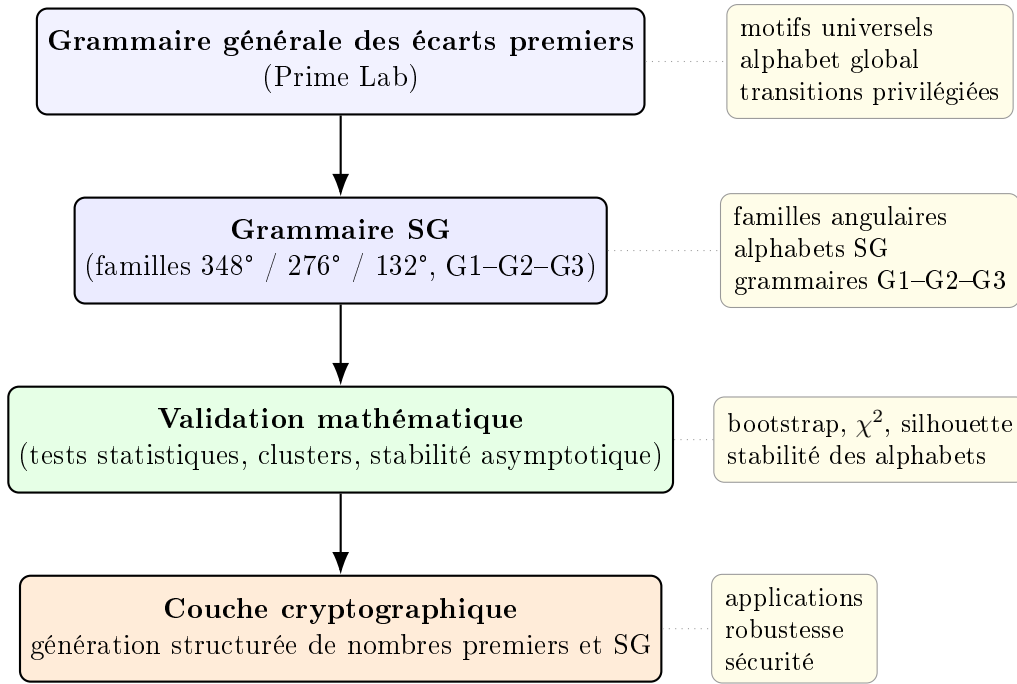 Grammaire générale des écarts premiers
(Prime Lab)
motifs universels
alphabet global
transitions privilégiées
Grammaire SG
(familles 348° / 276° / 132°, G1–G2–G3)
familles angulaires
alphabets SG
grammaires G1–G2–G3
Validation mathématique
(tests statistiques, clusters, stabilité asymptotique)
bootstrap, χ², silhouette
stabilité des alphabets
Couche cryptographique
génération structurée de nombres premiers et SG
applications
robustesse
sécurité